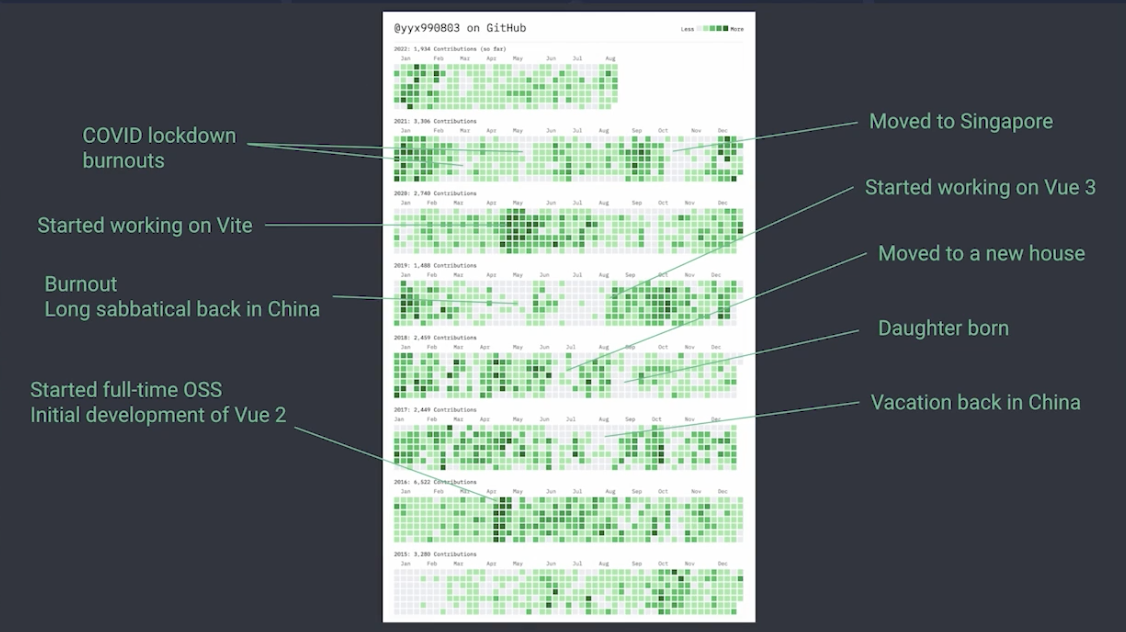 @yyx990803 on GitHub
Less More
2022: 1,934 Contributions (so far)
Jan Feb Mar Apr May Jun Jul Aug
2021: 3,306 Contributions
Jan Feb Mar Apr May Jun Jul Aug Sep Oct Nov Dec
2020: 2,740 Contributions
Jan Feb Mar Apr May Jun Jul Aug Sep Oct Nov Dec
2019: 1,488 Contributions
Jan Feb Mar Apr May Jun Jul Aug Sep Oct Nov Dec
2018: 2,459 Contributions
Jan Feb Mar Apr May Jun Jul Aug Sep Oct Nov Dec
2017: 2,449 Contributions
Jan Feb Mar Apr May Jun Jul Aug Sep Oct Nov Dec
2016: 6,522 Contributions
Jan Feb Mar Apr May Jun Jul Aug Sep Oct Nov Dec
2015: 3,280 Contributions
Jan Feb Mar Apr May Jun Jul Aug Sep Oct Nov Dec
COVID lockdown
burnouts
Started working on Vite
Burnout
Long sabbatical back in China
Started full-time OSS
Initial development of Vue 2
Moved to Singapore
Started working on Vue 3
Moved to a new house
Daughter born
Vacation back in China